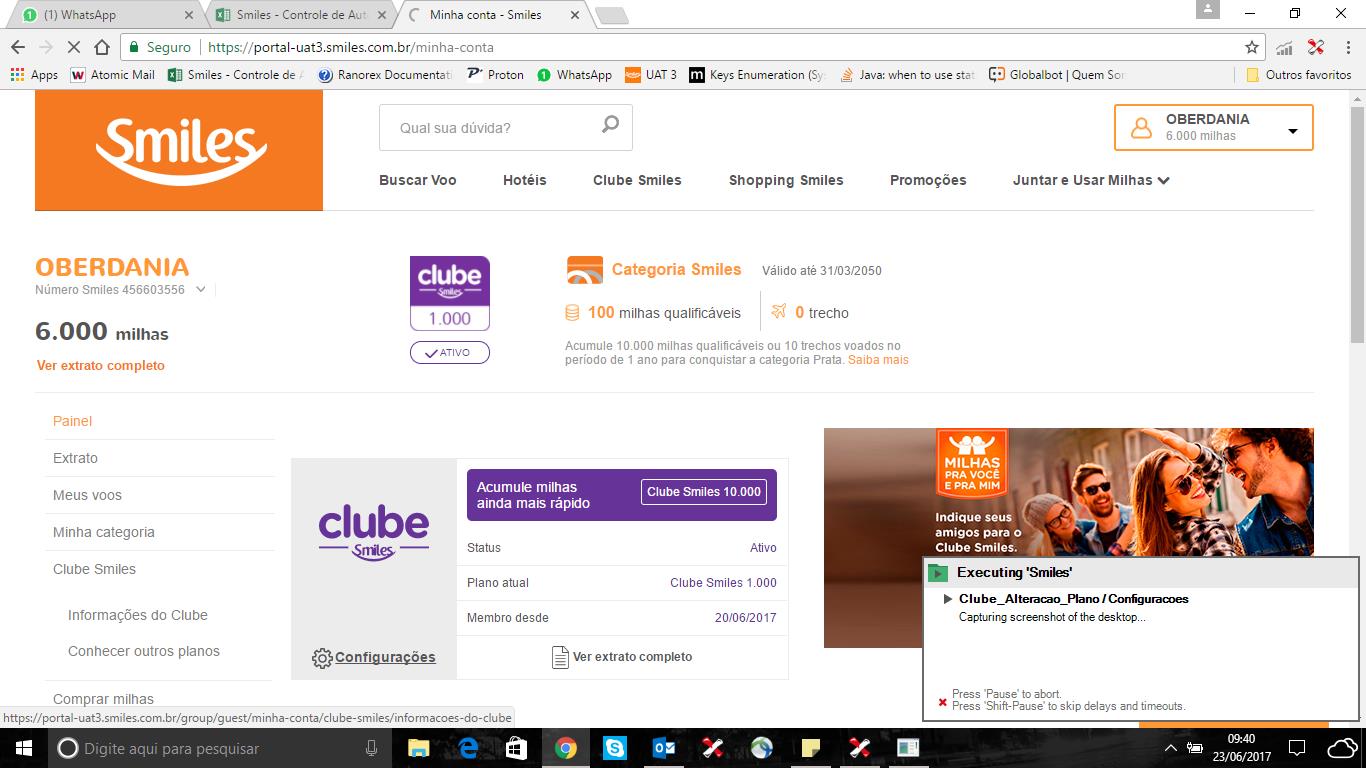 (1) WhatsApp
Smiles - Controle de Aut
Minha conta - Smiles
Seguro
https://portal-uat3.smiles.com.br/minha-conta
Apps
Atomic Mail
Smiles - Controle de A
Ranorex Documentati
Proton
WhatsApp
UAT 3
Keys Enumeration (Sys
Java: when to use stat
Globalbot | Quem Som
Outros favoritos
Smiles
Qual sua dúvida?
OBERDANIA
6.000 milhas
Buscar Voo
Hotéis
Clube Smiles
Shopping Smiles
Promoções
Juntar e Usar Milhas
OBERDANIA
Número Smiles 456603556
6.000 milhas
Ver extrato completo
clube
Smiles
1.000
ATIVO
Categoria Smiles
Válido até 31/03/2050
100 milhas qualificáveis
0 trecho
Acumule 10.000 milhas qualificáveis ou 10 trechos voados no
período de 1 ano para conquistar a categoria Prata. Saiba mais
Painel
Extrato
Meus voos
Minha categoria
Clube Smiles
Informações do Clube
Conhecer outros planos
Comprar milhas
clube
Smiles
Configurações
Acumule milhas
ainda mais rápido
Clube Smiles 10.000
Status
Ativo
Plano atual
Clube Smiles 1.000
Membro desde
20/06/2017
Ver extrato completo
MILHAS
PRA VOCÊ
E PRA MIM
Indique seus
amigos para o
Clube Smiles.
Executing 'Smiles'
Clube_Alteracao_Plano / Configuracoes
Capturing screenshot of the desktop...
Press 'Pause' to abort.
Press 'Shift-Pause' to skip delays and timeouts.
https://portal-uat3.smiles.com.br/group/guest/minha-conta/clube-smiles/informacoes-do-clube
Digite aqui para pesquisar
09:40
23/06/2017